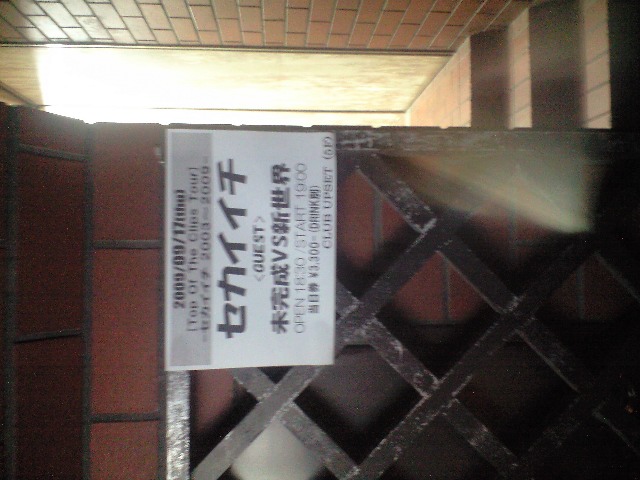 2009/09/17(thu)
[Top Of The Clips Tour]
~セカイイチ 2003~2009~
セカイイチ
<GUEST>
未完成VS新世界
OPEN 18:30 /START 19:00
当日券 ¥3,300-(DRINK別)
CLUB UPSET (5F)